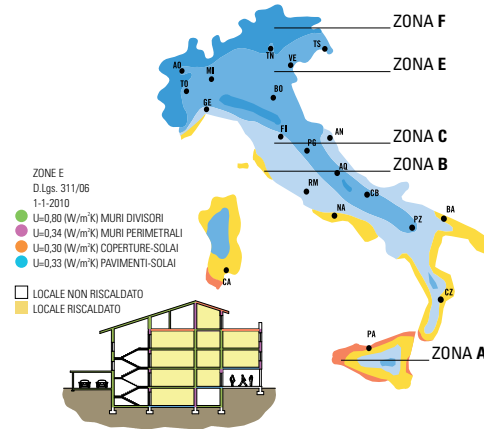 ZONA F
TS
TN
VE
ZONA E
AO
MI
TO
BO
GE
ZONA C
AN
FI
PG
ZONA B
AQ
RM
CB
NA
PZ
BA
CA
CZ
PA
ZONA A
ZONE E
D.Lgs. 311/06
1-1-2010
U=0,80 (W/m²K) MURI DIVISORI
U=0,34 (W/m²K) MURI PERIMETRALI
U=0,30 (W/m²K) COPERTURE-SOLAI
U=0,33 (W/m²K) PAVIMENTI-SOLAI
LOCALE NON RISCALDATO
LOCALE RISCALDATO